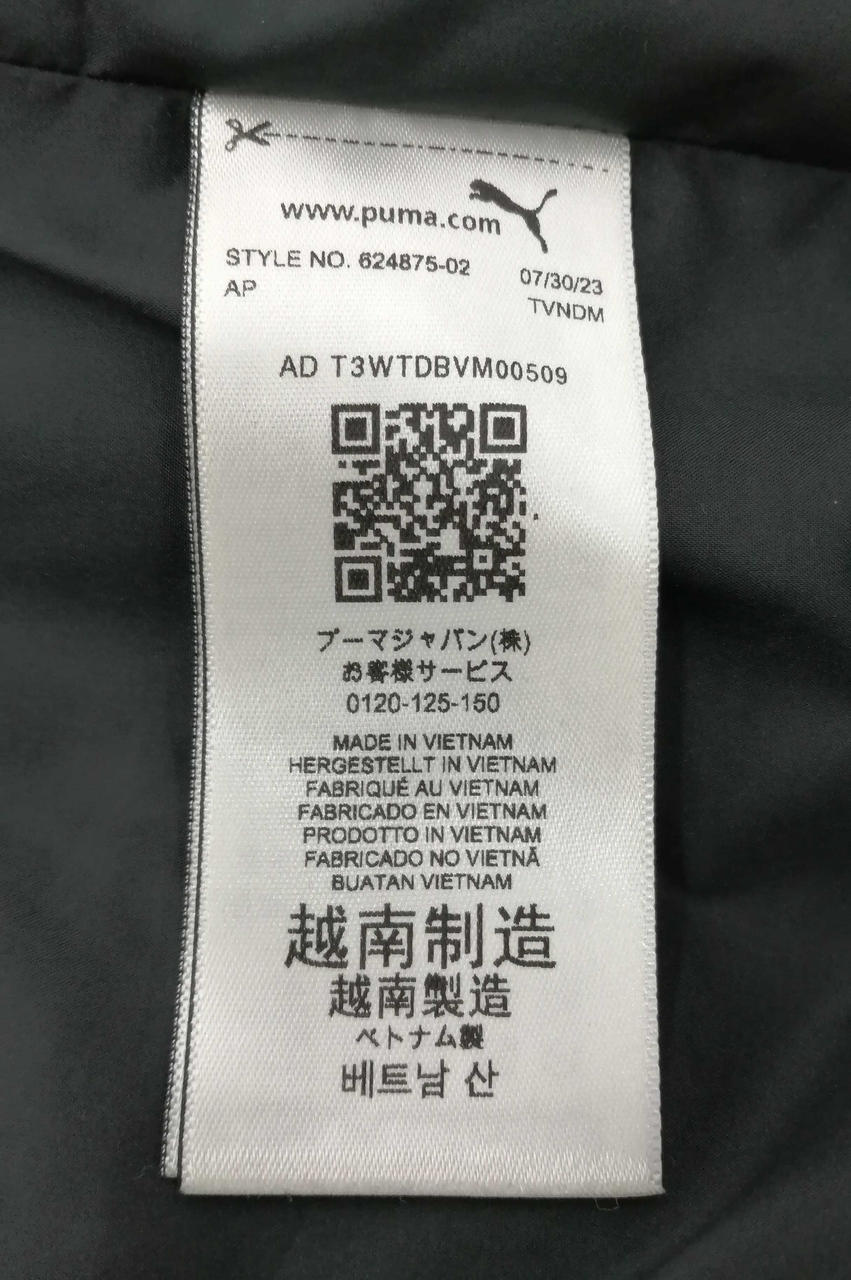 www.puma.com
STYLE NO. 624875-02 07/30/23
AP TVNDM
AD T3WTDBVM00509
プーマジャパン(株)
お客様サービス
0120-125-150
MADE IN VIETNAM
HERGESTELLT IN VIETNAM
FABRIQUÉ AU VIETNAM
FABRICADO EN VIETNAM
PRODOTTO IN VIETNAM
FABRICADO NO VIETNÃ
BUATAN VIETNAM
越南制造
越南製造
ベトナム製
베트남 산